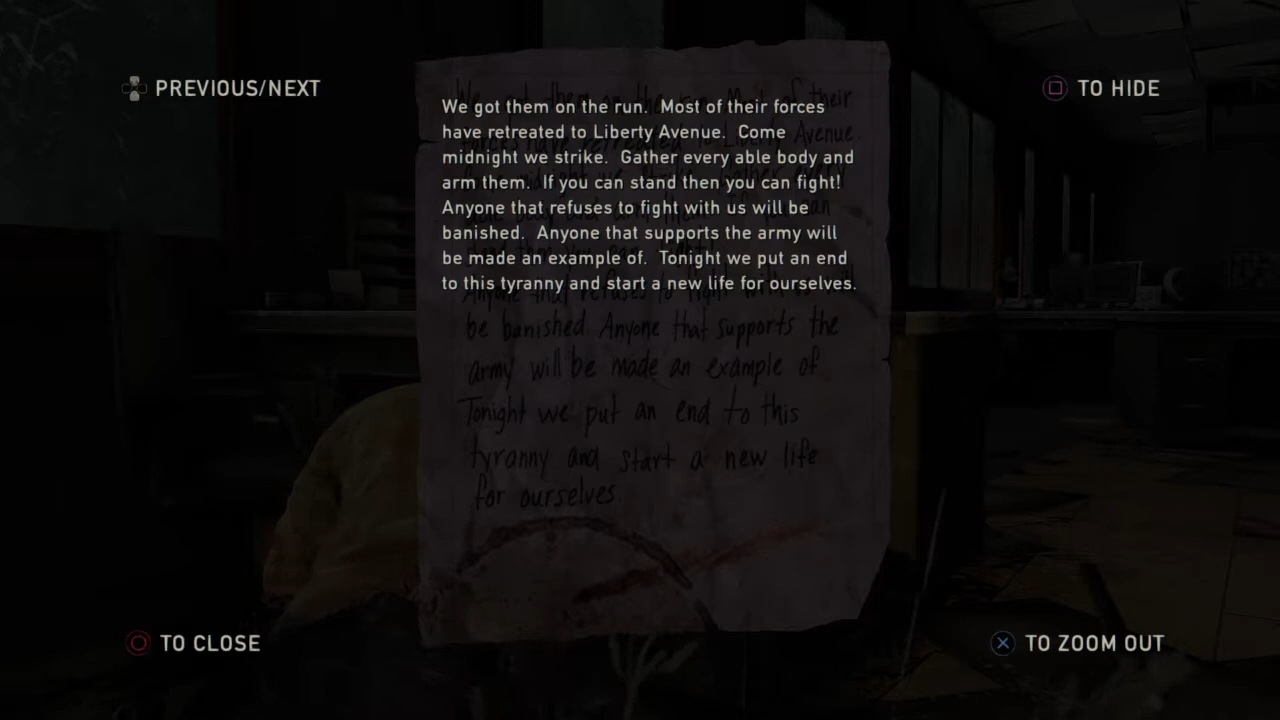 PREVIOUS/NEXT
TO HIDE
We got them on the run.  Most of their forces
have retreated to Liberty Avenue.  Come
midnight we strike.  Gather every able body and
arm them.  If you can stand then you can fight!
Anyone that refuses to fight with us will be
banished.  Anyone that supports the army will
be made an example of.  Tonight we put an end
to this tyranny and start a new life for ourselves.
be banished. Anyone that supports the
army will be made an example of
Tonight we put an end to this
tyranny and start a new life
for ourselves.
TO CLOSE
TO ZOOM OUT